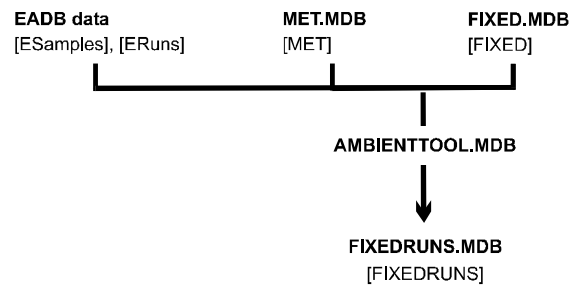 EADB data
[ESamples], [ERuns]
MET.MDB
[MET]
FIXED.MDB
[FIXED]
AMBIENTTOOL.MDB
FIXEDRUNS.MDB
[FIXEDRUNS]